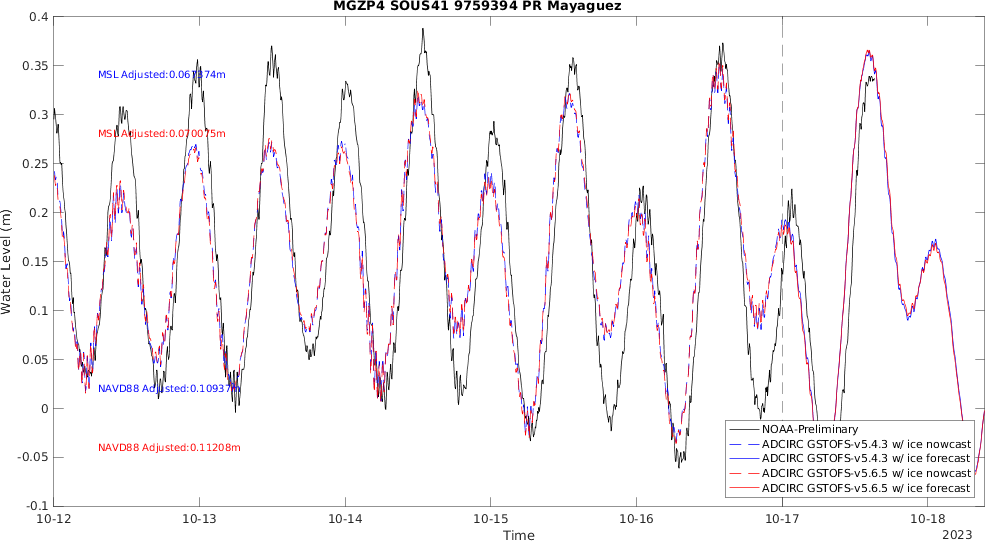 MGZP4 SOUS41 9759394 PR Mayaguez
0.4
0.35
0.3
0.25
0.2
0.15
0.1
0.05
0
-0.05
-0.1
Water Level (m)
MSL Adjusted:0.067374m
MSL Adjusted:0.070075m
NAVD88 Adjusted:0.10937
NAVD88 Adjusted:0.11208m
NOAA-Preliminary
ADCIRC GSTOFS-v5.4.3 w/ ice nowcast
ADCIRC GSTOFS-v5.4.3 w/ ice forecast
ADCIRC GSTOFS-v5.6.5 w/ ice nowcast
ADCIRC GSTOFS-v5.6.5 w/ ice forecast
10-12
10-13
10-14
10-15
10-16
10-17
10-18
Time
2023